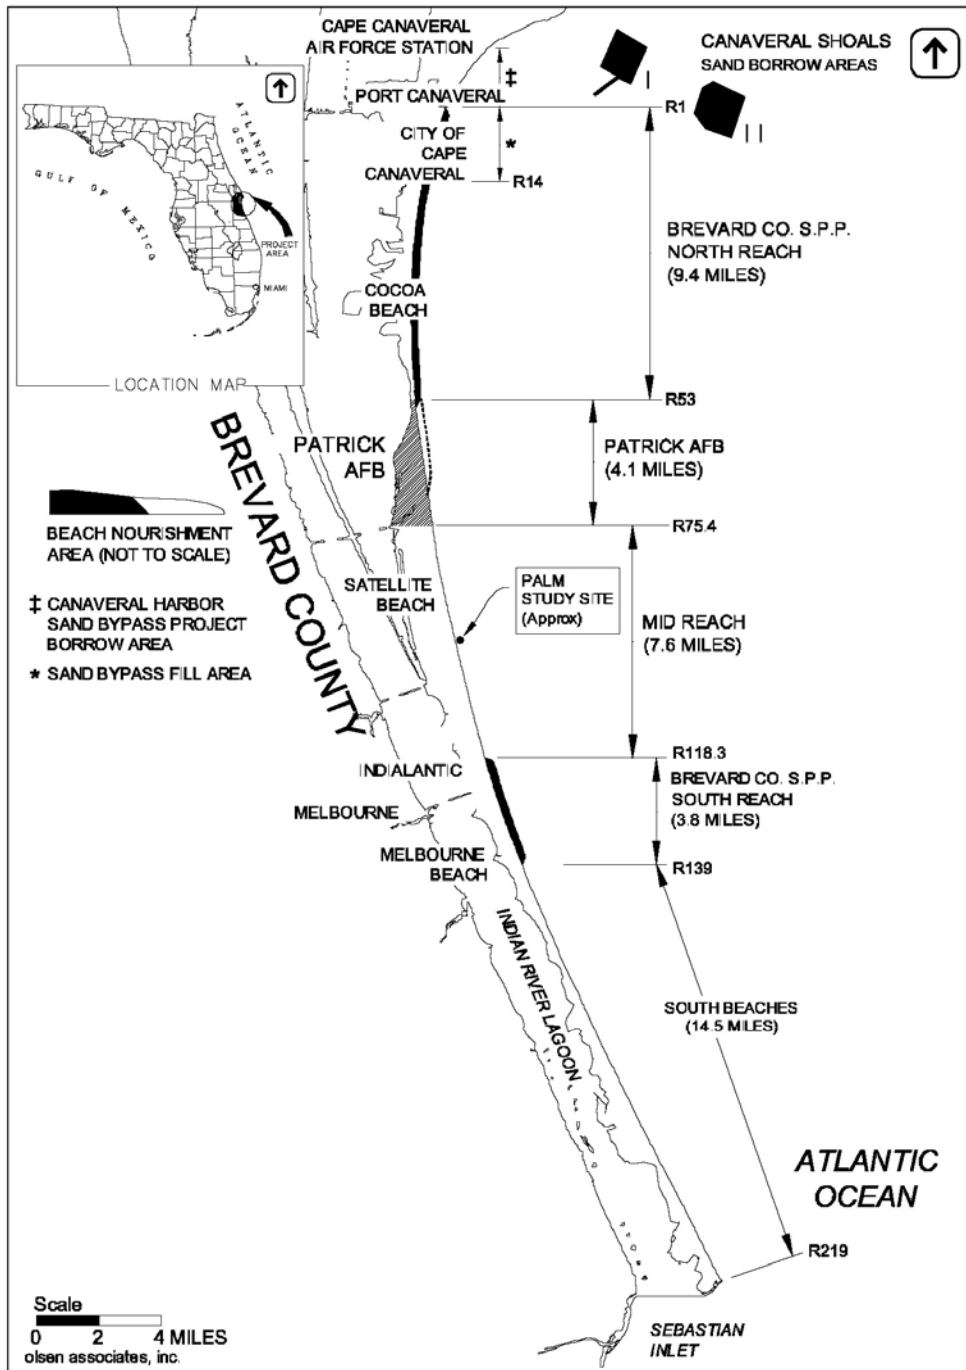 CAPE CANAVERAL
AIR FORCE STATION
‡
PORT CANAVERAL
CITY OF
CAPE
CANAVERAL
*
CANAVERAL SHOALS
SAND BORROW AREAS
I
II
R1
R14
BREVARD CO. S.P.P.
NORTH REACH
(9.4 MILES)
ATLANTIC
OCEAN
GULF OF MEXICO
PROJECT
AREA
MIAMI
LOCATION MAP
COCOA
BEACH
R53
PATRICK
AFB
PATRICK AFB
(4.1 MILES)
R75.4
BREVARD COUNTY
BEACH NOURISHMENT
AREA (NOT TO SCALE)
‡ CANAVERAL HARBOR
SAND BYPASS PROJECT
BORROW AREA
* SAND BYPASS FILL AREA
SATELLITE
BEACH
PALM
STUDY SITE
(Approx)
MID REACH
(7.6 MILES)
R118.3
INDIALANTIC
BREVARD CO. S.P.P.
SOUTH REACH
(3.8 MILES)
MELBOURNE
MELBOURNE
BEACH
R139
INDIAN RIVER LAGOON
SOUTH BEACHES
(14.5 MILES)
ATLANTIC
OCEAN
R219
SEBASTIAN
INLET
Scale
0 2 4 MILES
olsen associates, inc.